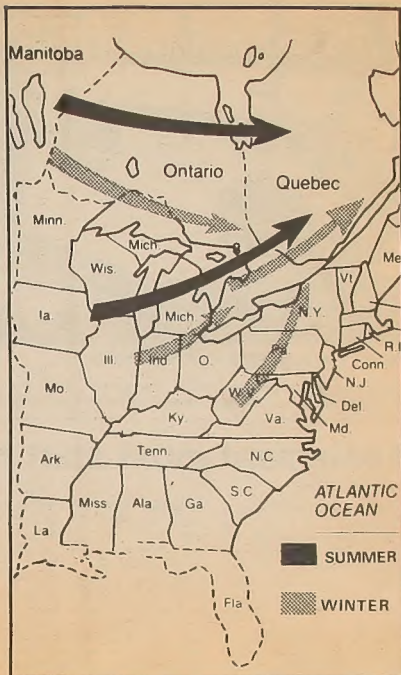 Manitoba
Ontario
Quebec
Minn.
Mich.
Wis.
Me.
Vt.
Mich.
N.Y.
Ia.
R.I.
Ill.
Ind.
O.
Pa.
Conn.
N.J.
Mo.
Del.
Ky.
Va.
Md.
Tenn.
N.C.
Ark.
S.C.
Miss.
Ala
Ga
La
ATLANTIC
OCEAN
SUMMER
Fla
WINTER